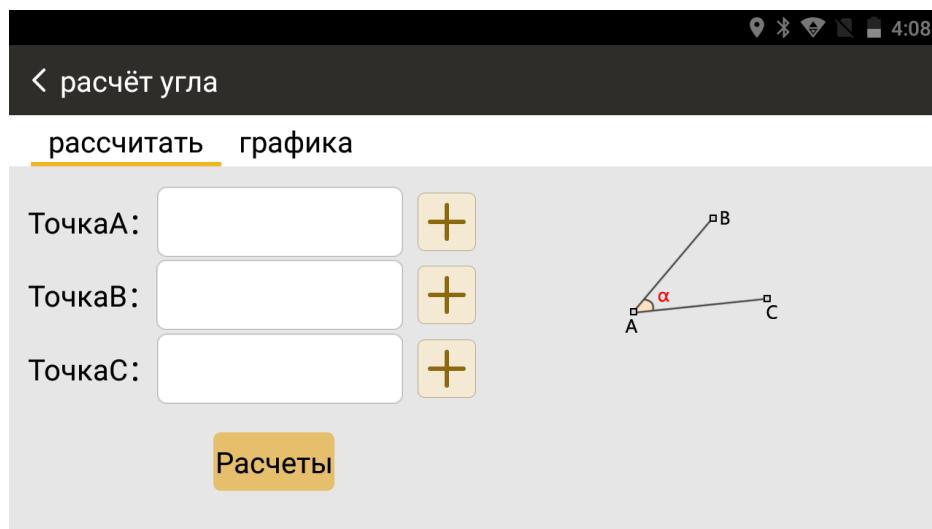 4:08
расчёт угла
рассчитать графика
ТочкаA:
ТочкаB:
ТочкаC:
Расчеты
B
α
A
C